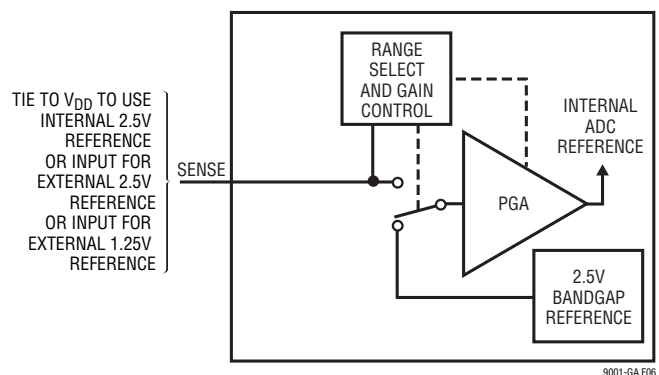 TIE TO VDD TO USE
INTERNAL 2.5V
REFERENCE
OR INPUT FOR
EXTERNAL 2.5V
REFERENCE
OR INPUT FOR
EXTERNAL 1.25V
REFERENCE
SENSE
RANGE
SELECT
AND GAIN
CONTROL
INTERNAL
ADC
REFERENCE
PGA
2.5V
BANDGAP
REFERENCE
9001-GA F06